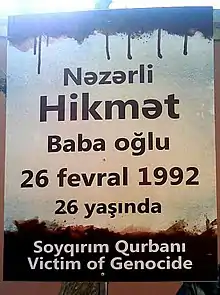 Nəzərli
Hikmət
Baba oğlu
26 fevral 1992
26 yaşında
Soyqırım Qurbanı
Victim of Genocide